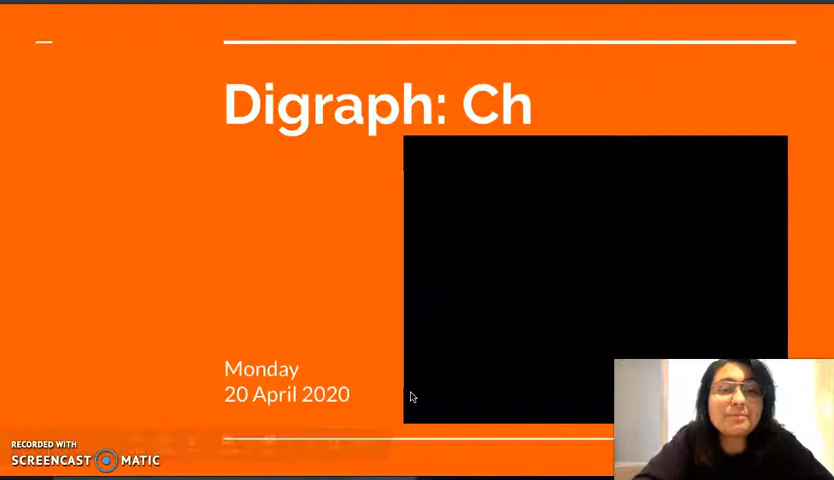 Digraph: Ch
Monday
20 April 2020
RECORDED WITH
SCREENCAST MATIC